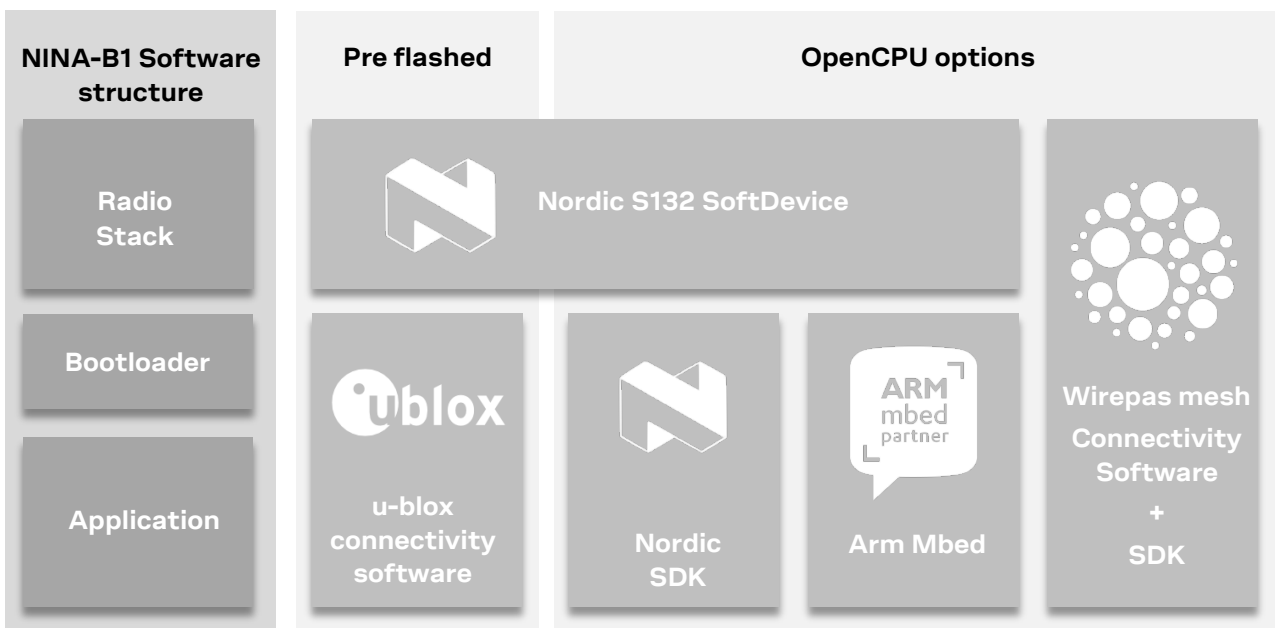 NINA-B1 Software
structure
Pre flashed
OpenCPU options
Radio
Stack
Nordic S132 SoftDevice
Bootloader
ublox
ARM
mbed
partner
Wirepas mesh
Connectivity
Software
+
SDK
Application
u-blox
connectivity
software
Nordic
SDK
Arm Mbed